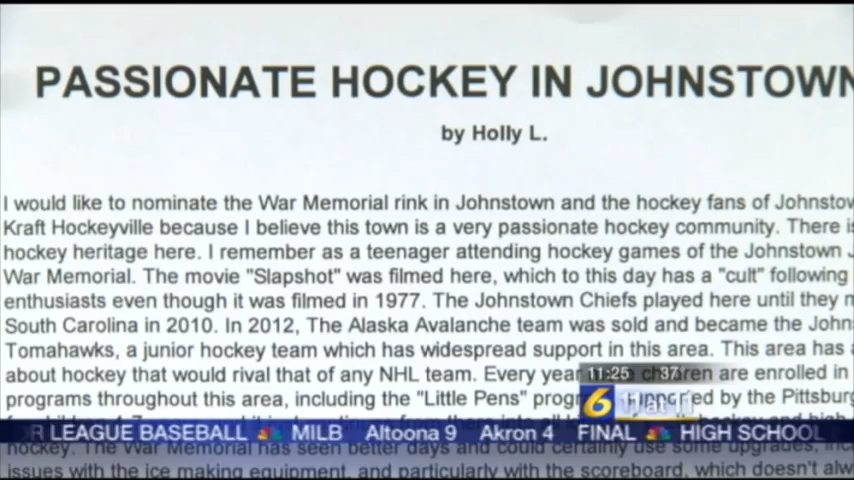 PASSIONATE HOCKEY IN JOHNSTOWN
by Holly L.
I would like to nominate the War Memorial rink in Johnstown and the hockey fans of Johnstow
Kraft Hockeyville because I believe this town is a very passionate hockey community. There is
hockey heritage here. I remember as a teenager attending hockey games of the Johnstown J
War Memorial. The movie "Slapshot" was filmed here, which to this day has a "cult" following
enthusiasts even though it was filmed in 1977. The Johnstown Chiefs played here until they m
South Carolina in 2010. In 2012, The Alaska Avalanche team was sold and became the John
Tomahawks, a junior hockey team which has widespread support in this area. This area has a
about hockey that would rival that of any NHL team. Every year children are enrolled in
programs throughout this area, including the "Little Pens" supported by the Pittsburg
11:25 37°
6 11 at 11
R LEAGUE BASEBALL MILB Altoona 9 Akron 4 FINAL HIGH SCHOOL
hockey. The War Memorial has seen better days and could certainly use some upgrades,
issues with the ice making equipment, and particularly with the scoreboard, which doesn't alw